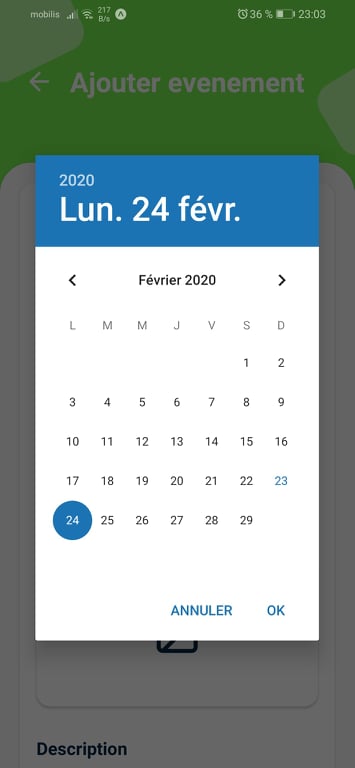 mobilis 217 B/s 36 % 23:03
Ajouter evenement
2020
Lun. 24 févr.
Février 2020
L M M J V S D
1 2
3 4 5 6 7 8 9
10 11 12 13 14 15 16
17 18 19 20 21 22 23
24 25 26 27 28 29
ANNULER OK
Description